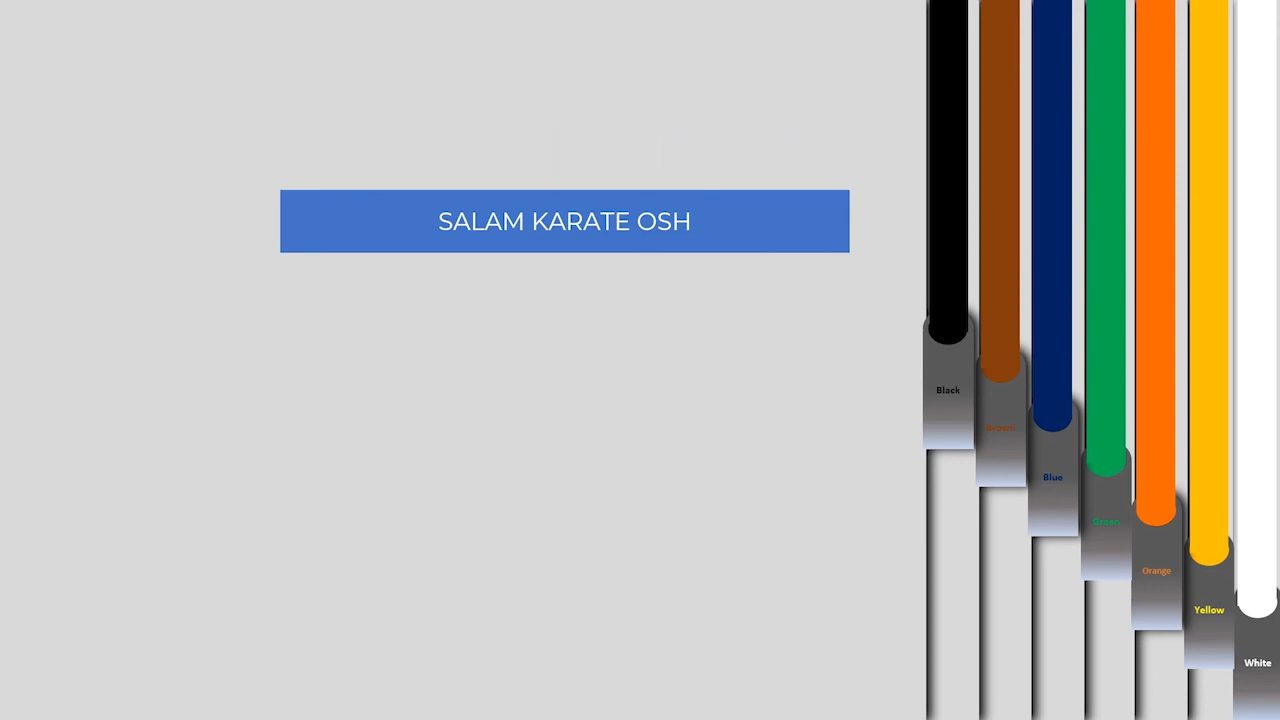 SALAM KARATE OSH
Black
Brown
Blue
Green
Orange
Yellow
White